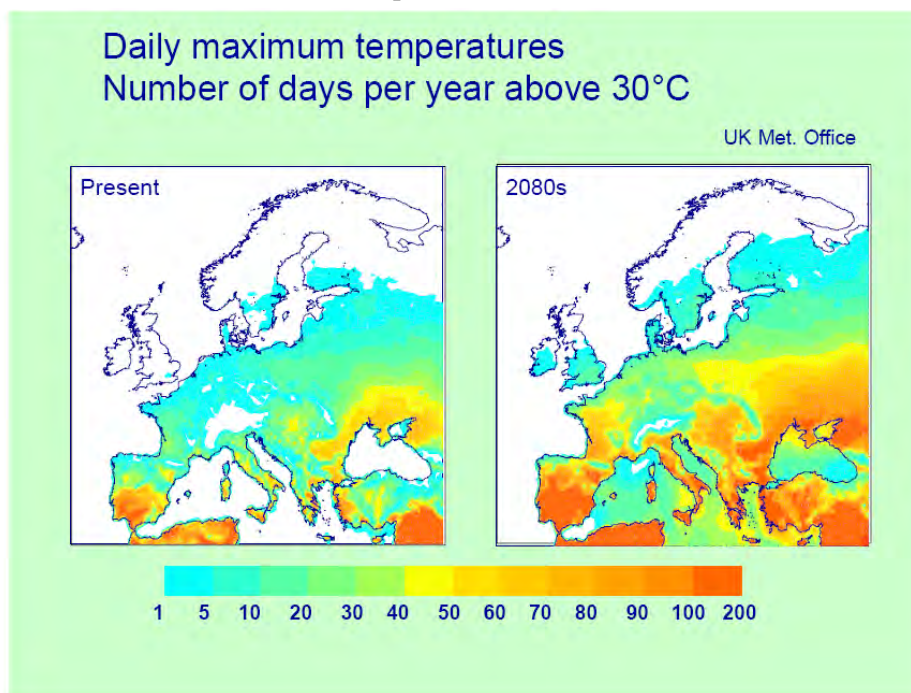 Daily maximum temperatures
Number of days per year above 30°C
UK Met. Office
Present
2080s
1 5 10 20 30 40 50 60 70 80 90 100 200